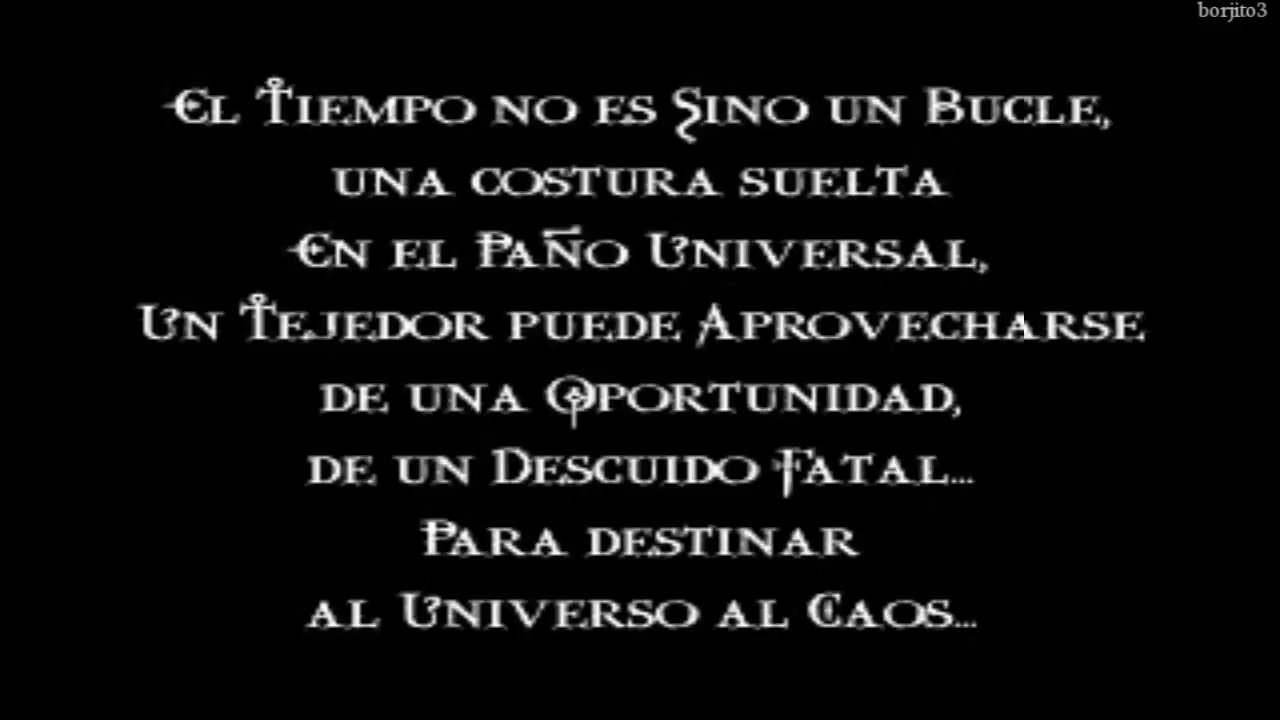 borjito3
El Tiempo no es Sino un Bucle,
una costura suelta
En el Paño Universal,
Un Tejedor puede Aprovecharse
de una Oportunidad,
de un Descuido Fatal...
Para destinar
al Universo al Caos...